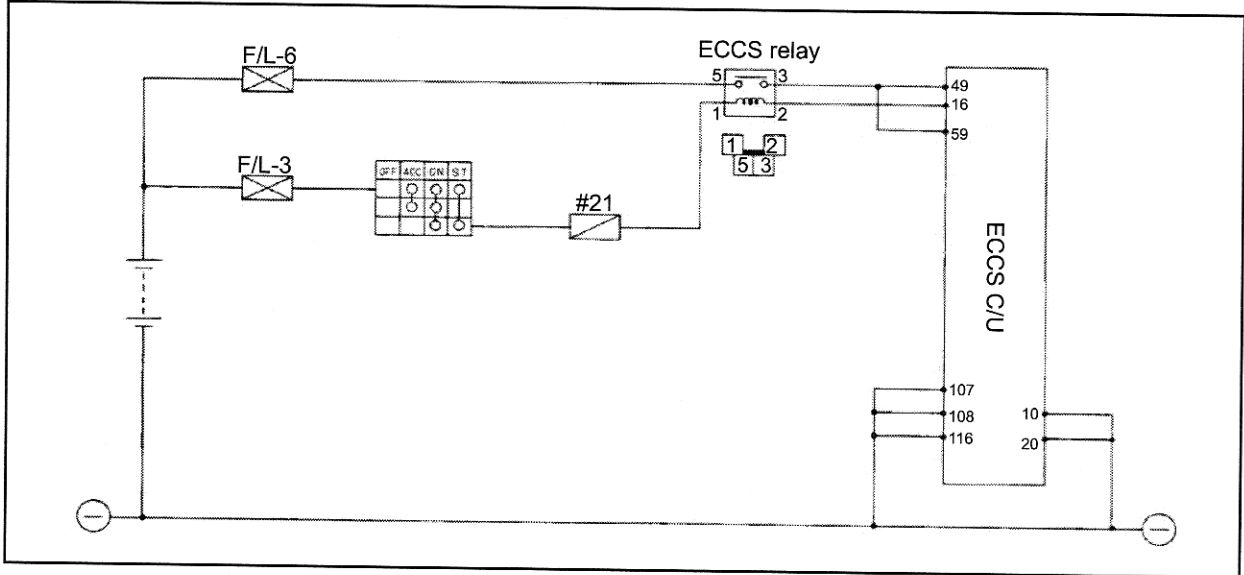 F/L-6
ECCS relay
5 3
1 2
49
16
59
1 2
5 3
F/L-3
OFF ACC ON ST
#21
ECCS C/U
107
108
116
10
20